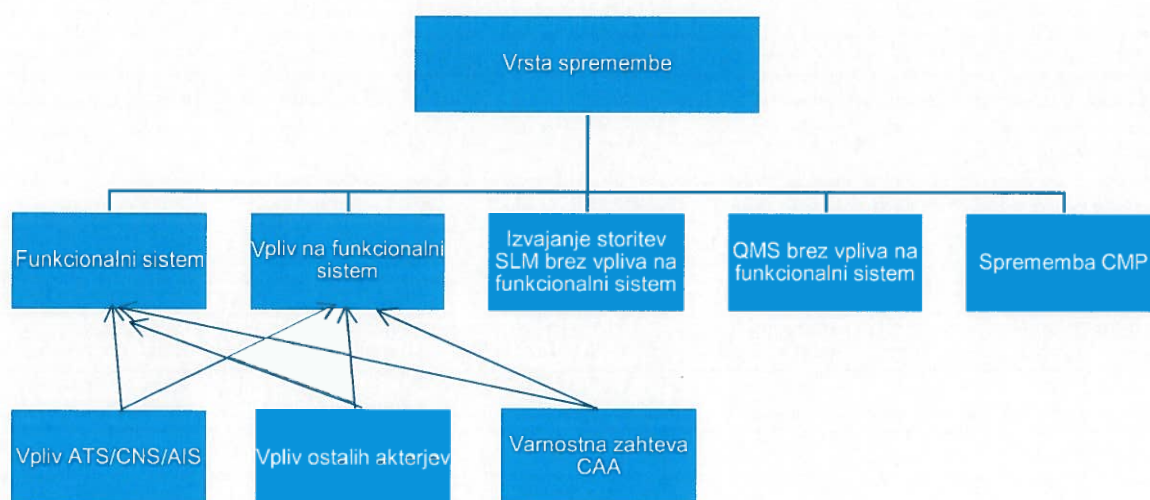 Vrsta spremembe
Funkcionalni sistem
Vpliv na funkcionalni
sistem
Izvajanje storitev
SLM brez vpliva na
funkcionalni sistem
QMS brez vpliva na
funkcionalni sistem
Sprememba CMP
Vpliv ATS/CNS/AIS
Vpliv ostalih akterjev
Varnostna zahteva
CAA